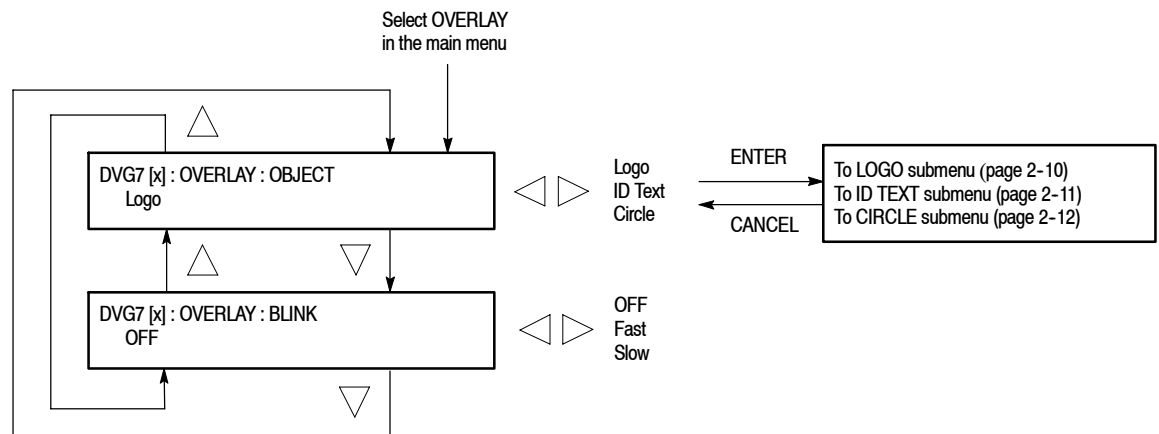 Select OVERLAY
in the main menu
DVG7 [x] : OVERLAY : OBJECT
Logo
Logo
ID Text
Circle
ENTER
CANCEL
To LOGO submenu (page 2-10)
To ID TEXT submenu (page 2-11)
To CIRCLE submenu (page 2-12)
DVG7 [x] : OVERLAY : BLINK
OFF
OFF
Fast
Slow